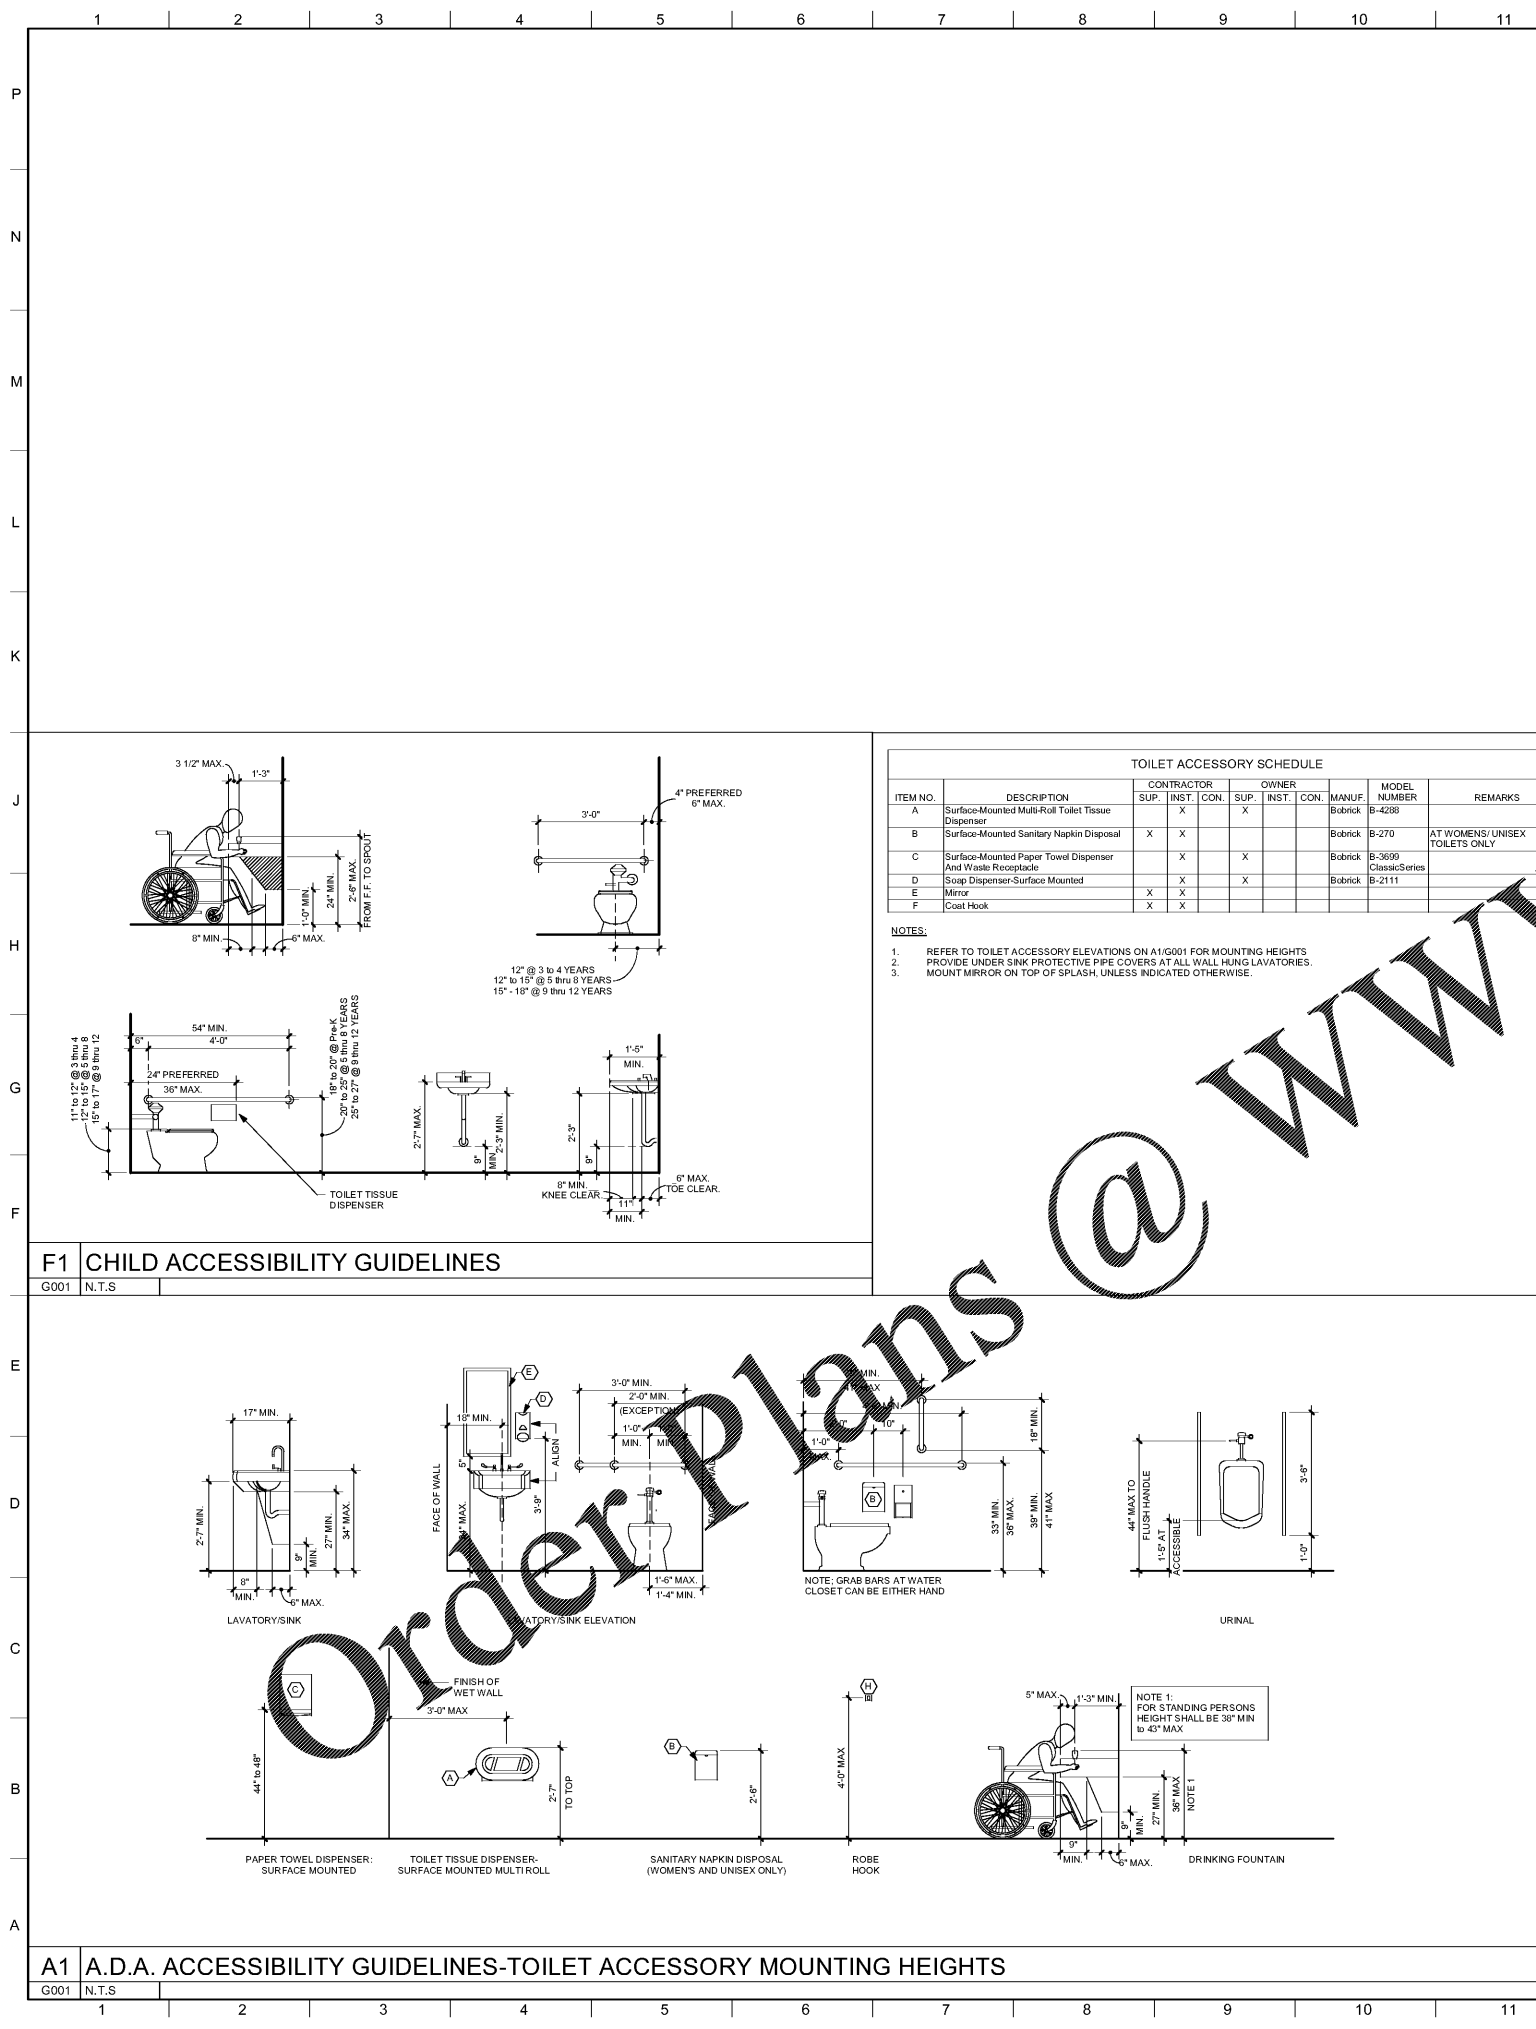 1 2 3 4 5 6 7 8 9 10 11
P
N
M
L
K
J
H
G
F
E
D
C
B
A
3 1/2" MAX.
1'-3"
1'-0" MIN.
24" MIN.
2'-6" MAX.
FROM F.F. TO SPOUT
8" MIN.
6" MAX.
4" PREFERRED
6" MAX.
3'-0"
12" @ 3 to 4 YEARS
12" to 15" @ 5 thru 8 YEARS
15" - 18" @ 9 thru 12 YEARS
54" MIN.
6"
4'-0"
24" PREFERRED
36" MAX.
11" to 12" @ 3 thru 4
12" to 15" @ 5 thru 8
15" to 17" @ 9 thru 12
18" to 20" @ Pre-K
20" to 25" @ 5 thru 8 YEARS
25" to 27" @ 9 thru 12 YEARS
TOILET TISSUE
DISPENSER
2'-7" MAX.
9"
MIN.
2'-3" MIN.
1'-5"
MIN.
2'-3"
9"
8" MIN.
KNEE CLEAR.
11"
MIN.
6" MAX.
TOE CLEAR.
F1 CHILD ACCESSIBILITY GUIDELINES
G001 N.T.S
TOILET ACCESSORY SCHEDULE
ITEM NO. DESCRIPTION CONTRACTOR OWNER MANUF. MODEL NUMBER REMARKS
SUP. INST. CON. SUP. INST. CON.
A Surface-Mounted Multi-Roll Toilet Tissue Dispenser X X Bobrick B-4288
B Surface-Mounted Sanitary Napkin Disposal X X Bobrick B-270 AT WOMENS/ UNISEX TOILETS ONLY
C Surface-Mounted Paper Towel Dispenser And Waste Receptacle X X Bobrick B-3699 ClassicSeries
D Soap Dispenser-Surface Mounted X X Bobrick B-2111
E Mirror X X
F Coat Hook X X
NOTES:
1. REFER TO TOILET ACCESSORY ELEVATIONS ON A1/G001 FOR MOUNTING HEIGHTS
2. PROVIDE UNDER SINK PROTECTIVE PIPE COVERS AT ALL WALL HUNG LAVATORIES.
3. MOUNT MIRROR ON TOP OF SPLASH, UNLESS INDICATED OTHERWISE.
Order Plans @ WWW
17" MIN.
2'-7" MIN.
8"
MIN.
6" MAX.
9"
MIN.
27" MIN.
34" MAX.
LAVATORY/SINK
E
D
18" MIN.
5"
FACE OF WALL
ALIGN
3'-9"
3'-0" MIN.
2'-0" MIN.
(EXCEPTION)
1'-0"
MIN.
1'-6" MAX.
1'-4" MIN.
LAVATORY/SINK ELEVATION
10"
1'-0"
MAX.
B
18" MIN.
33" MIN.
36" MAX.
39" MIN.
41" MAX
NOTE; GRAB BARS AT WATER
CLOSET CAN BE EITHER HAND
44" MAX TO
FLUSH HANDLE
1'-5" AT
ACCESSIBLE
3'-6"
1'-0"
URINAL
C
44" to 48"
PAPER TOWEL DISPENSER:
SURFACE MOUNTED
FINISH OF
WET WALL
3'-0" MAX
A
2'-7"
TO TOP
TOILET TISSUE DISPENSER-
SURFACE MOUNTED MULTI ROLL
B
2'-6"
SANITARY NAPKIN DISPOSAL
(WOMEN'S AND UNISEX ONLY)
H
4'-0" MAX
ROBE
HOOK
5" MAX.
1'-3" MIN.
NOTE 1:
FOR STANDING PERSONS
HEIGHT SHALL BE 38" MIN
to 43" MAX
9"
MIN.
6" MAX.
9"
MIN.
27" MIN.
36" MAX
NOTE 1
DRINKING FOUNTAIN
A1 A.D.A. ACCESSIBILITY GUIDELINES-TOILET ACCESSORY MOUNTING HEIGHTS
G001 N.T.S
1 2 3 4 5 6 7 8 9 10 11